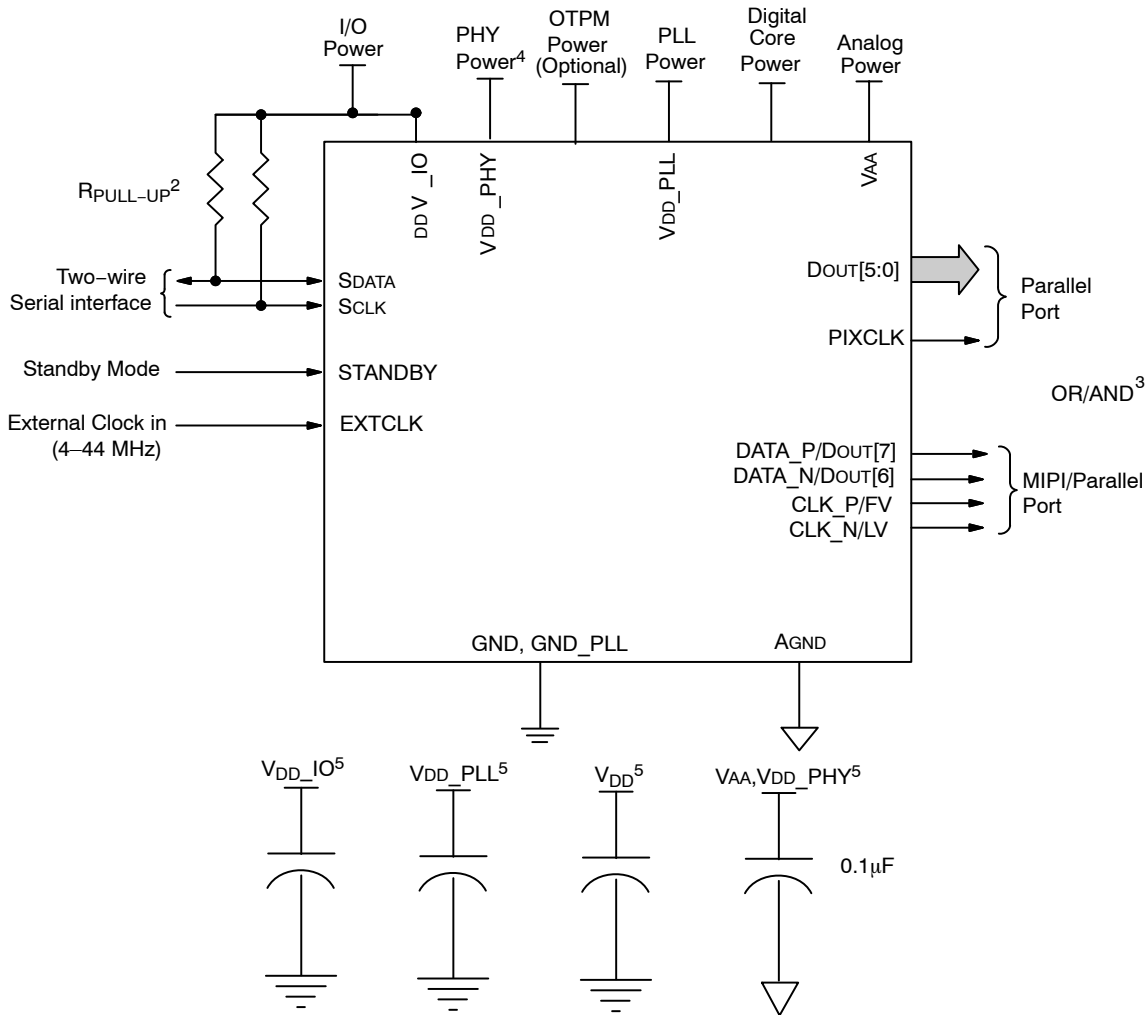 I/O
Power
PHY
Power4
OTPM
Power
(Optional)
PLL
Power
Digital
Core
Power
Analog
Power
RPULL–UP2
DD V _IO
VDD _PHY
VDD_PLL
VAA
Two–wire
Serial interface
SDATA
SCLK
Standby Mode
STANDBY
External Clock in
(4–44 MHz)
EXTCLK
DOUT[5:0]
PIXCLK
Parallel
Port
OR/AND3
DATA_P/DOUT[7]
DATA_N/DOUT[6]
CLK_P/FV
CLK_N/LV
MIPI/Parallel
Port
GND, GND_PLL
AGND
VDD_IO5
VDD_PLL5
VDD5
VAA,VDD_PHY5
0.1μF